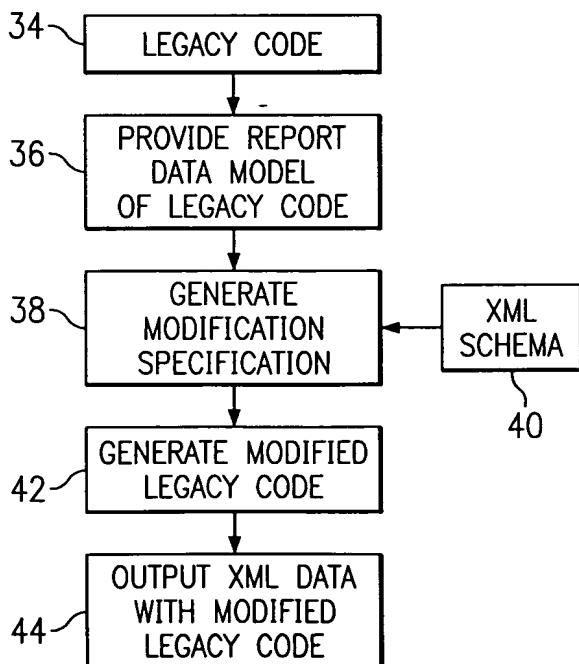 34
LEGACY CODE
36
PROVIDE REPORT
DATA MODEL
OF LEGACY CODE
38
GENERATE
MODIFICATION
SPECIFICATION
XML
SCHEMA
40
42
GENERATE MODIFIED
LEGACY CODE
44
OUTPUT XML DATA
WITH MODIFIED
LEGACY CODE